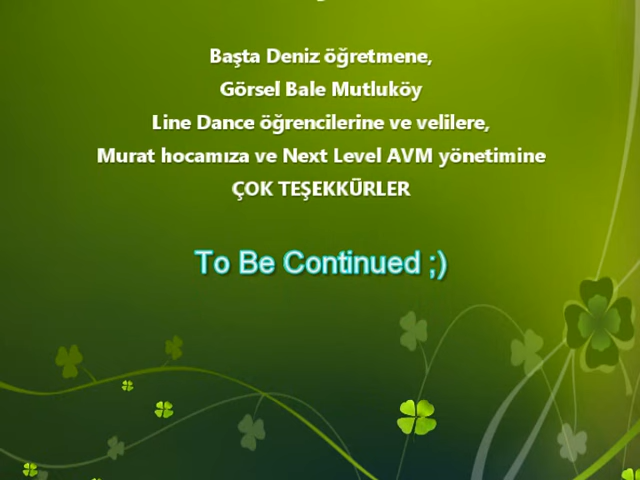 Başta Deniz öğretmene,
Görsel Bale Mutluköy
Line Dance öğrencilerine ve velilere,
Murat hocamıza ve Next Level AVM yönetimine
ÇOK TEŞEKKÜRLER
To Be Continued ;)